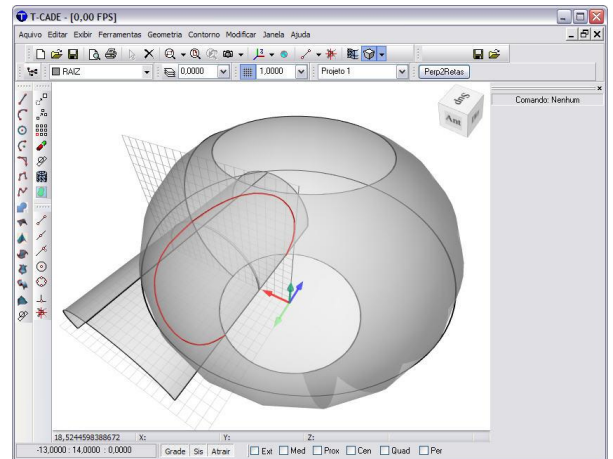 T-CADE - [0,00 FPS]
Aquivo Editar Exibir Ferramentas Geometria Contorno Modificar Janela Ajuda
RAIZ 0,0000 1,0000 Projeto 1 Perp2Retas
Comando: Nenhum
Sup
Ant
18,5244598388672 X: Y: Z:
-13,0000 : 14,0000 : 0,0000 Grade Sis Atrair Ext Med Prox Cen Quad Per